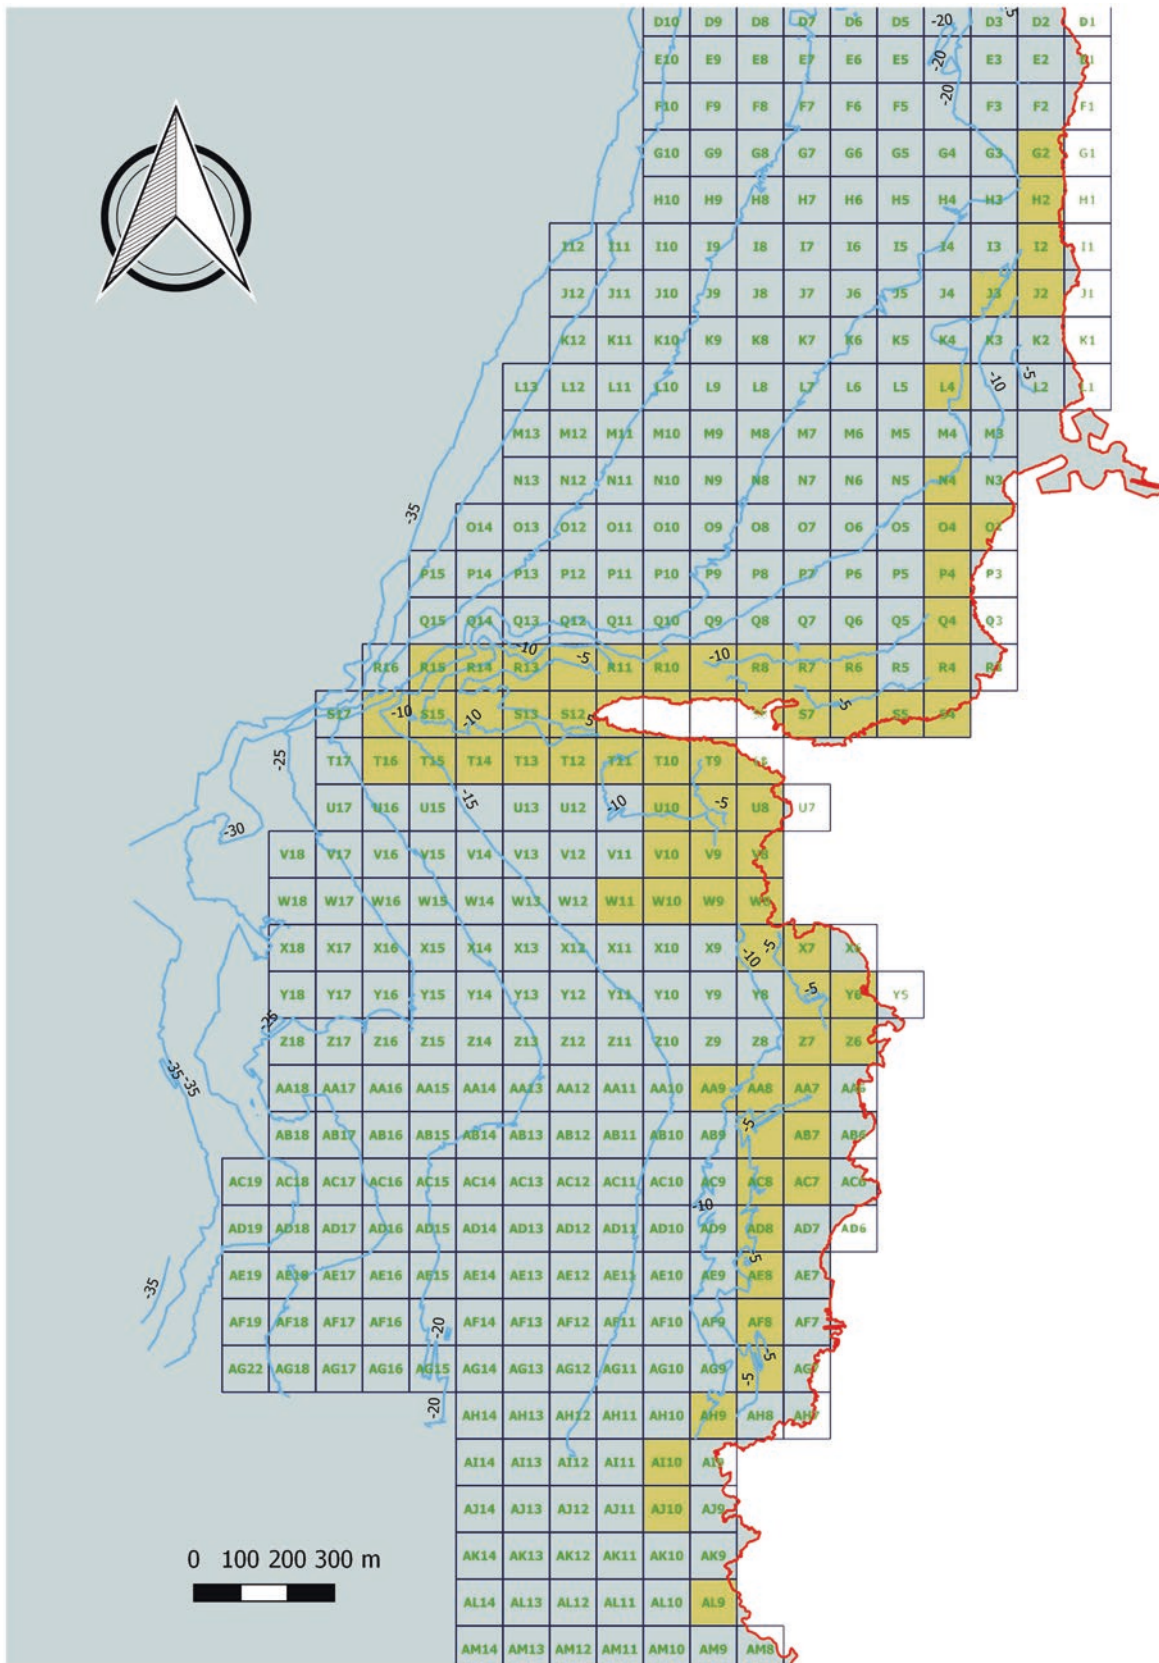 D10 D9 D8 D7 D6 D5 -20 D3 D2 D1
E10 E9 E8 E7 E6 E5 -20 E3 E2
-20
F10 F9 F8 F7 F6 F5 F3 F2 F1
G10 G9 G8 G7 G6 G5 G4 G3 G2 G1
H10 H9 H8 H7 H6 H5 H4 H3 H2 H1
I12 I11 I10 I9 I8 I7 I6 I5 I4 I3 I2 I1
J12 J11 J10 J9 J8 J7 J6 J5 J4 J3 J2 J1
K12 K11 K10 K9 K8 K7 K6 K5 K4 K3 K2 K1
L13 L12 L11 L10 L9 L8 L7 L6 L5 L4 -10 -5 L2 L1
M13 M12 M11 M10 M9 M8 M7 M6 M5 M4 M3
N13 N12 N11 N10 N9 N8 N7 N6 N5 N4 N3
-35 O14 O13 O12 O11 O10 O9 O8 O7 O6 O5 O4
P15 P14 P13 P12 P11 P10 P9 P8 P7 P6 P5 P4 P3
Q15 Q14 Q13 Q12 Q11 Q10 Q9 Q8 Q7 Q6 Q5 Q4 Q3
-10 -5 -10
R16 R15 R14 R13 R11 R10 R8 R7 R6 R5 R4
S17 -10 S15 -10 S13 S12 5 S7 -5 S5 S4
-25 T17 T16 T15 T14 T13 T12 T11 T10 T9
U17 U16 U15 -15 U13 U12 -10 U10 -5 U8 U7
-30
V18 V17 V16 V15 V14 V13 V12 V11 V10 V9 V8
W18 W17 W16 W15 W14 W13 W12 W11 W10 W9
X18 X17 X16 X15 X14 X13 X12 X11 X10 X9 -10 -5 X7 X6
Y18 Y17 Y16 Y15 Y14 Y13 Y12 Y11 Y10 Y9 Y8 -5 Y6 Y5
-25
Z18 Z17 Z16 Z15 Z14 Z13 Z12 Z11 Z10 Z9 Z8 Z7 Z6
-35 -35 AA18 AA17 AA16 AA15 AA14 AA13 AA12 AA11 AA10 AA9 AA8 AA7 AA6
AB18 AB17 AB16 AB15 AB14 AB13 AB12 AB11 AB10 AB9 -5 AB7 AB6
AC19 AC18 AC17 AC16 AC15 AC14 AC13 AC12 AC11 AC10 AC9 AC8 AC7 AC6
-10
AD19 AD18 AD17 AD16 AD15 AD14 AD13 AD12 AD11 AD10 AD9 AD8 AD7 AD6
-5
-35 AE19 AE18 AE17 AE16 AE15 AE14 AE13 AE12 AE11 AE10 AE9 AE8 AE7
AF19 AF18 AF17 AF16 -20 AF14 AF13 AF12 AF11 AF10 AF9 AF8 AF7
AG22 AG18 AG17 AG16 AG15 AG14 AG13 AG12 AG11 AG10 AG9 -5 -5
-20 AH14 AH13 AH12 AH11 AH10 AH9 AH8 AH7
AI14 AI13 AI12 AI11 AI10 AI9
AJ14 AJ13 AJ12 AJ11 AJ10 AJ9
AK14 AK13 AK12 AK11 AK10 AK9
0 100 200 300 m
AL14 AL13 AL12 AL11 AL10 AL9
AM14 AM13 AM12 AM11 AM10 AM9 AM8